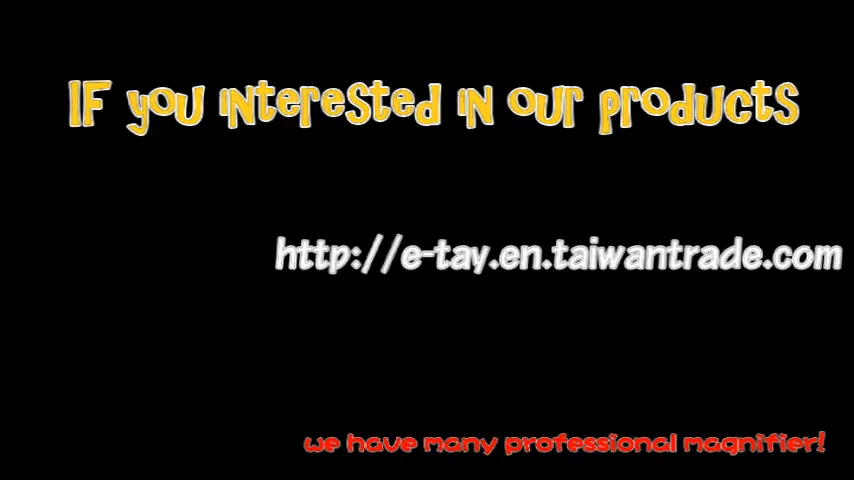 IF you interested in our products
http://e-tay.en.taiwantrade.com
we have many professional magnifier!